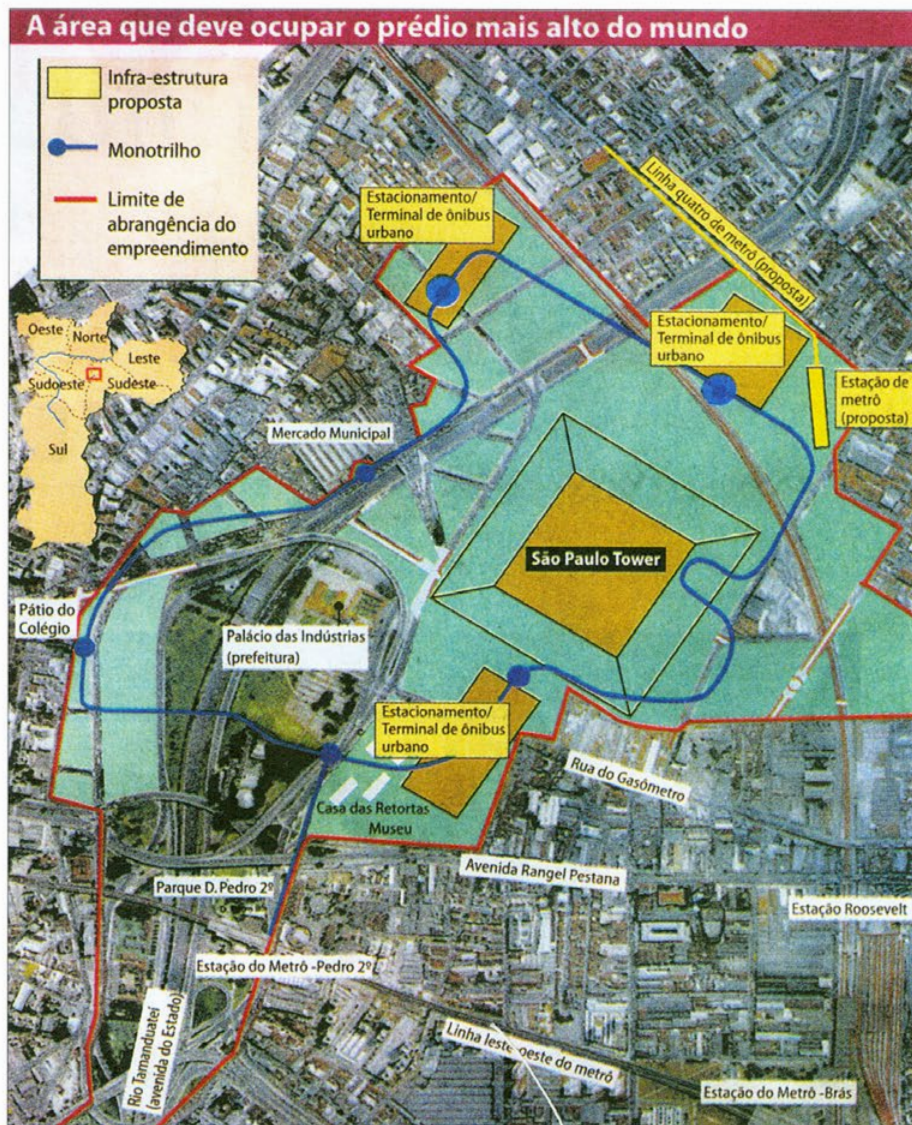 A área que deve ocupar o prédio mais alto do mundo
Infra-estrutura
proposta
Monotrilho
Limite de
abrangência do
empreendimento
Estacionamento/
Terminal de ônibus
urbano
Linha quatro de metrô (proposta)
Estacionamento/
Terminal de ônibus
urbano
Estação de
metrô
(proposta)
Oeste
Norte
Leste
Sudoeste
Sudeste
Sul
Mercado Municipal
São Paulo Tower
Pátio do
Colégio
Palácio das Indústrias
(prefeitura)
Estacionamento/
Terminal de ônibus
urbano
Rua do Gasômetro
Casa das Retortas
Museu
Avenida Rangel Pestana
Parque D. Pedro 2º
Estação Roosevelt
Estação do Metrô -Pedro 2º
Rio Tamanduateí
(avenida do Estado)
Linha leste-oeste do metrô
Estação do Metrô -Brás